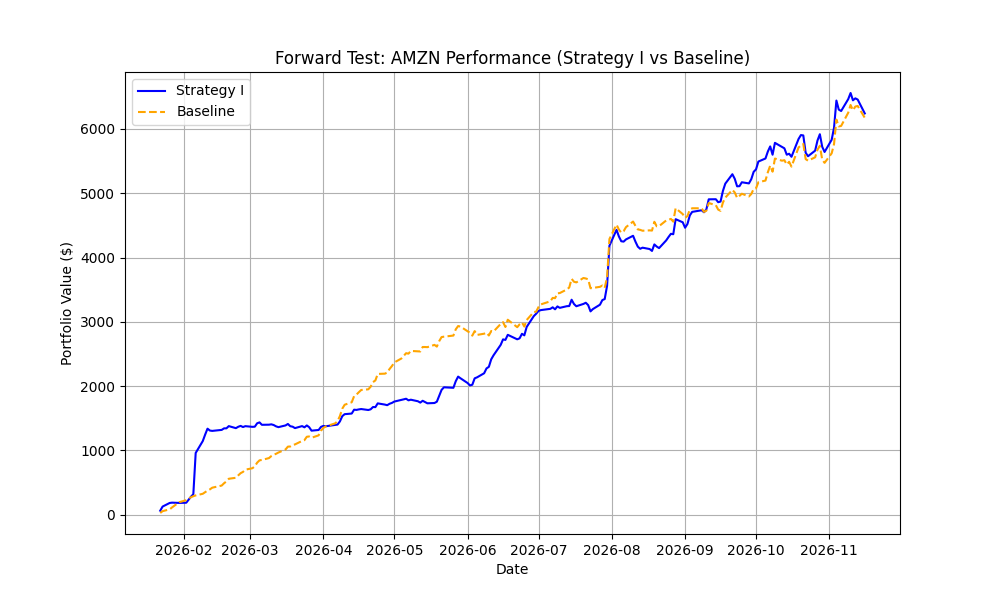 Forward Test: AMZN Performance (Strategy I vs Baseline)
Strategy I
Baseline
Portfolio Value ($)
6000
5000
4000
3000
2000
1000
0
2026-02 2026-03 2026-04 2026-05 2026-06 2026-07 2026-08 2026-09 2026-10 2026-11
Date